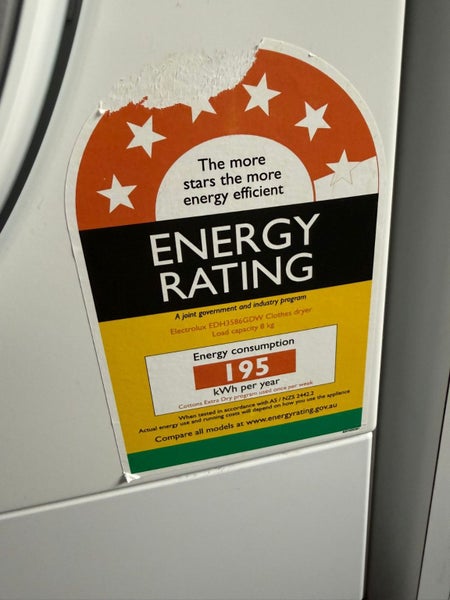 The more
stars the more
energy efficient
ENERGY
RATING
A joint government and industry program
Electrolux EDH3586GDW Clothes dryer
Load capacity 8 kg
Energy consumption
195
kWh per year
Cottons Extra Dry program used once per week
When tested in accordance with AS / NZS 2442.2
Actual energy use and running costs will depend on how you use the appliance
Compare all models at www.energyrating.gov.au